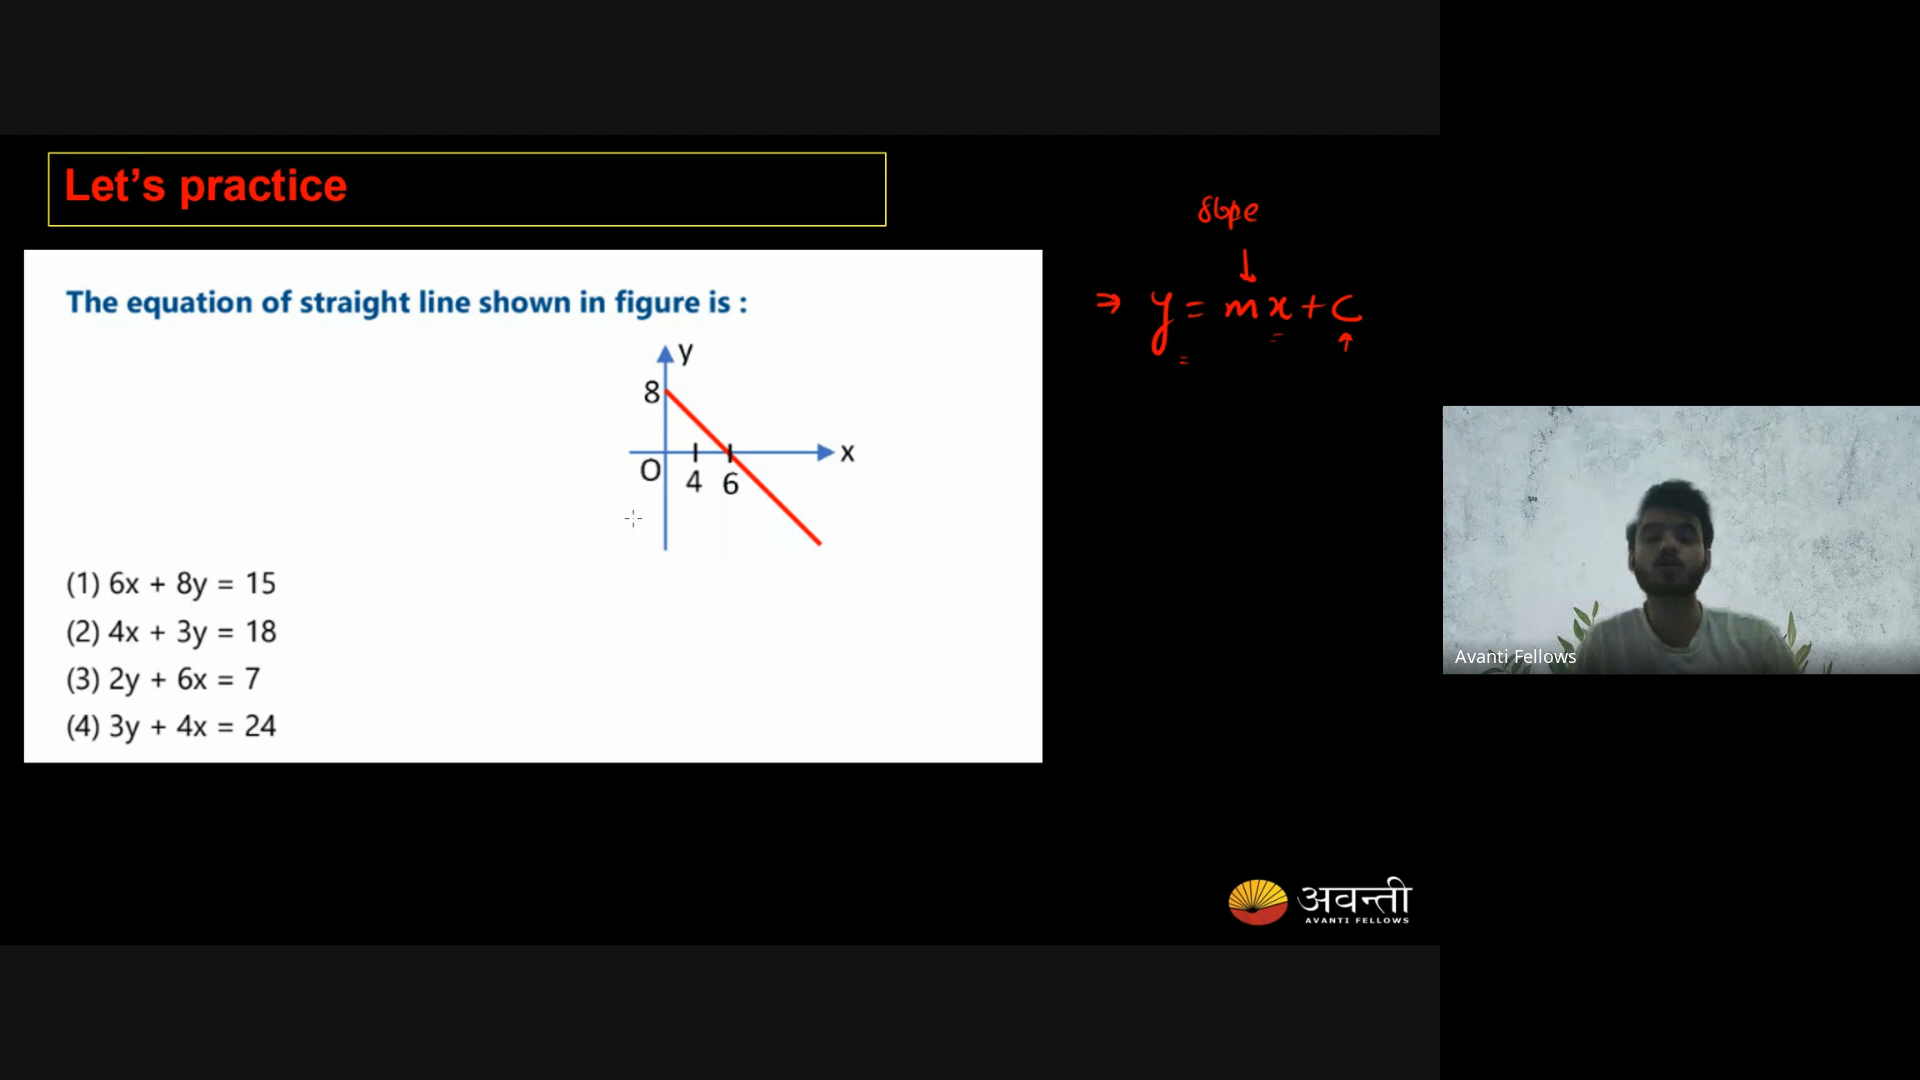 Let's practice
The equation of straight line shown in figure is :
y
8
x
O
4 6
(1) 6x + 8y = 15
(2) 4x + 3y = 18
(3) 2y + 6x = 7
(4) 3y + 4x = 24
slope
⇒ y = mx + c
Avanti Fellows
अवन्ती
AVANTI FELLOWS